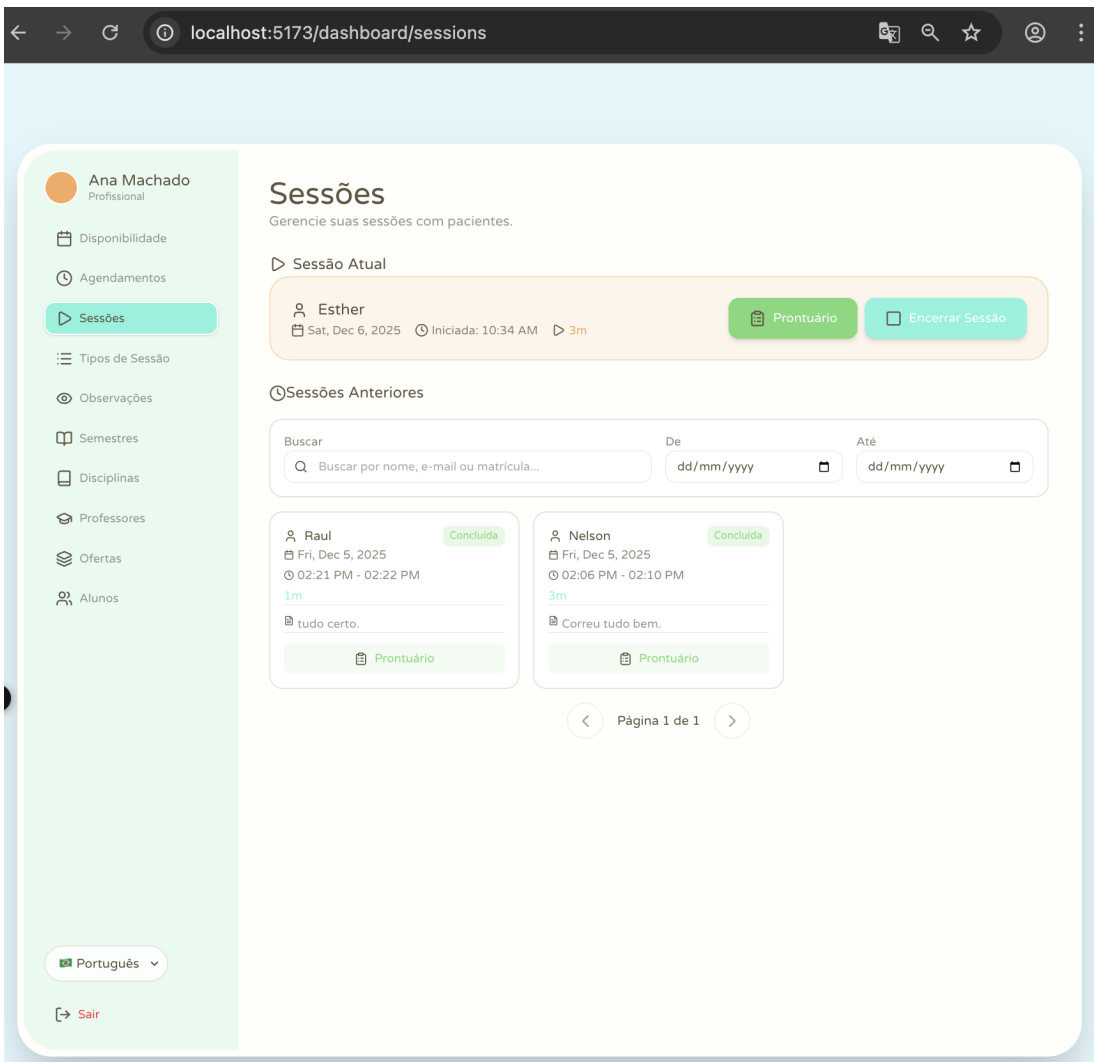 localhost:5173/dashboard/sessions
Ana Machado
Profissional
Disponibilidade
Agendamentos
Sessões
Tipos de Sessão
Observações
Semestres
Disciplinas
Professores
Ofertas
Alunos
Português
Sair
Sessões
Gerencie suas sessões com pacientes.
Sessão Atual
Esther
Sat, Dec 6, 2025 Iniciada: 10:34 AM 3m
Prontuário
Encerrar Sessão
Sessões Anteriores
Buscar
Buscar por nome, e-mail ou matrícula...
De
dd/mm/yyyy
Até
dd/mm/yyyy
Raul
Concluída
Fri, Dec 5, 2025
02:21 PM - 02:22 PM
1m
tudo certo.
Prontuário
Nelson
Concluída
Fri, Dec 5, 2025
02:06 PM - 02:10 PM
3m
Correu tudo bem.
Prontuário
Página 1 de 1